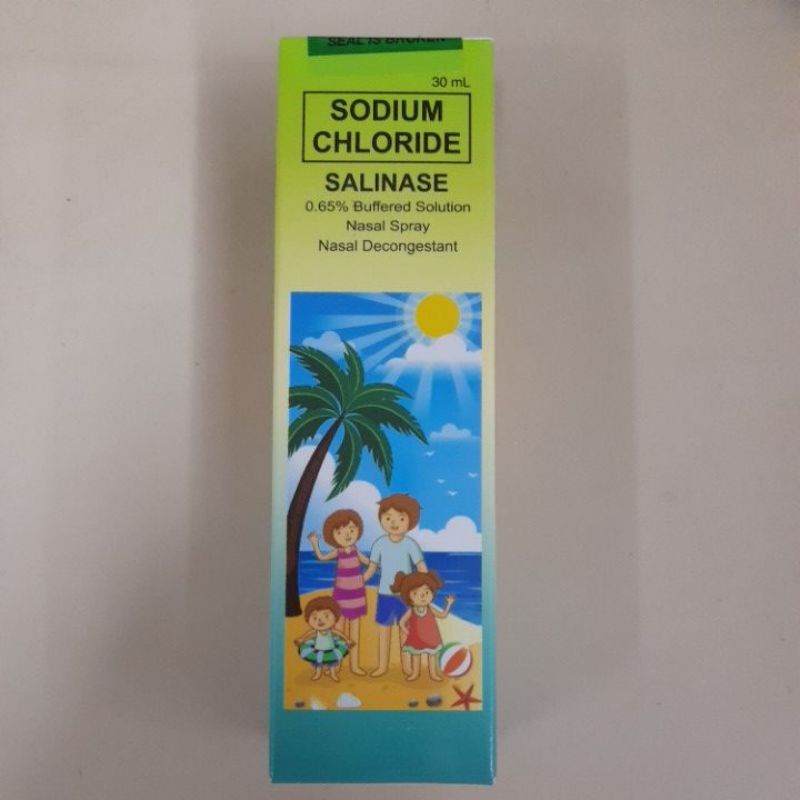 SEAL IS BROKEN
30 mL
SODIUM
CHLORIDE
SALINASE
0.65% Buffered Solution
Nasal Spray
Nasal Decongestant